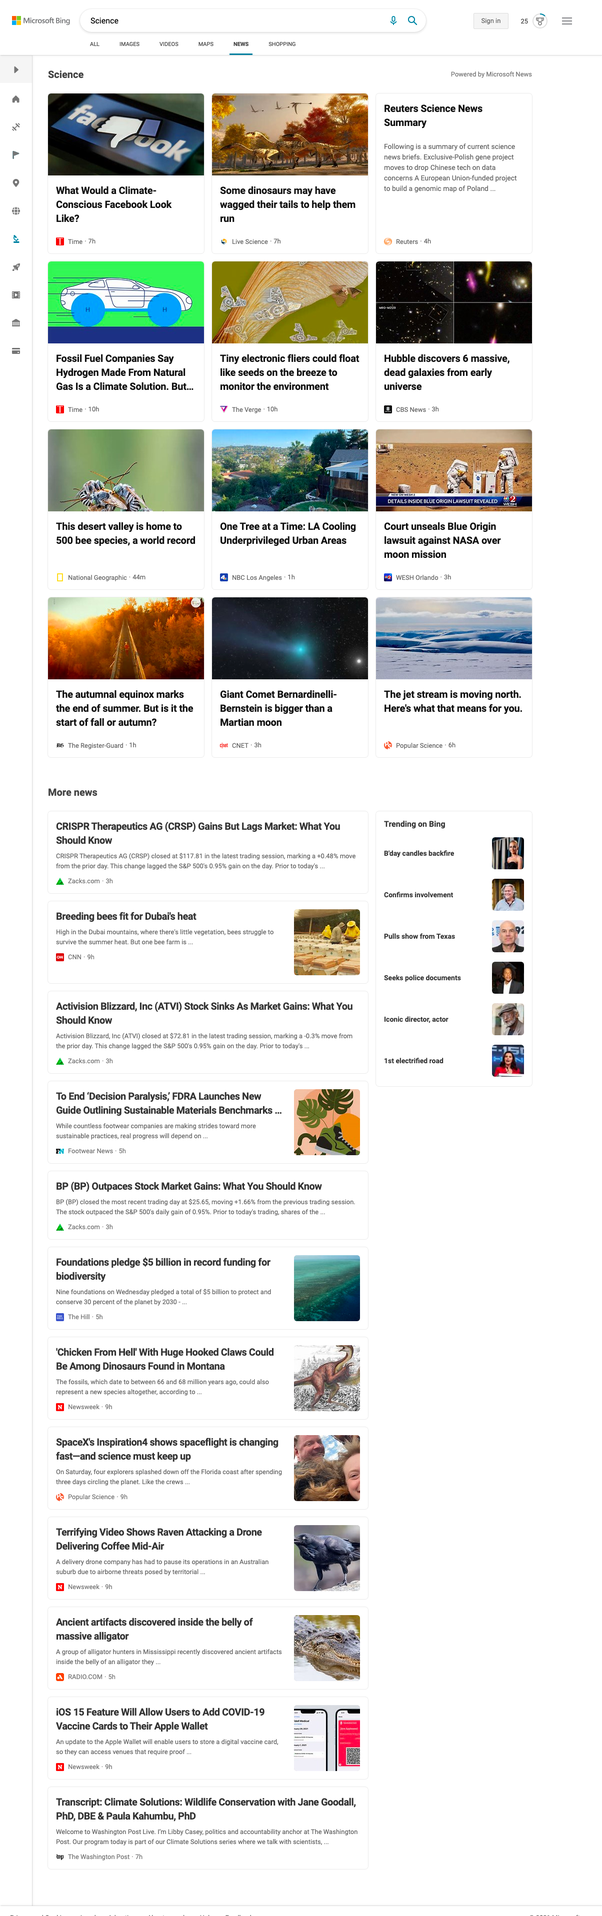 Microsoft Bing
Science
Sign in
25
ALL
IMAGES
VIDEOS
MAPS
NEWS
SHOPPING
Science
Powered by Microsoft News
What Would a Climate-
Conscious Facebook Look
Like?
Time · 7h
Some dinosaurs may have
wagged their tails to help them
run
Live Science · 7h
Reuters Science News
Summary
Following is a summary of current science
news briefs. Exclusive-Polish gene project
moves to drop Chinese tech on data
concerns A European Union-funded project
to build a genomic map of Poland ...
Reuters · 4h
Fossil Fuel Companies Say
Hydrogen Made From Natural
Gas Is a Climate Solution. But...
Time · 10h
Tiny electronic fliers could float
like seeds on the breeze to
monitor the environment
The Verge · 10h
Hubble discovers 6 massive,
dead galaxies from early
universe
CBS News · 3h
This desert valley is home to
500 bee species, a world record
National Geographic · 44m
One Tree at a Time: LA Cooling
Underprivileged Urban Areas
NBC Los Angeles · 1h
DETAILS INSIDE BLUE ORIGIN LAWSUIT REVEALED
Court unseals Blue Origin
lawsuit against NASA over
moon mission
WESH Orlando · 3h
The autumnal equinox marks
the end of summer. But is it the
start of fall or autumn?
The Register-Guard · 1h
Giant Comet Bernardinelli-
Bernstein is bigger than a
Martian moon
CNET · 3h
The jet stream is moving north.
Here's what that means for you.
Popular Science · 6h
More news
CRISPR Therapeutics AG (CRSP) Gains But Lags Market: What You
Should Know
CRISPR Therapeutics AG (CRSP) closed at $117.81 in the latest trading session, marking a +0.48% move
from the prior day. This change lagged the S&P 500's 0.95% gain on the day. Prior to today's ...
Zacks.com · 3h
Breeding bees fit for Dubai's heat
High in the Dubai mountains, where there's little vegetation, bees struggle to
survive the summer heat. But one bee farm is ...
CNN · 9h
Activision Blizzard, Inc (ATVI) Stock Sinks As Market Gains: What You
Should Know
Activision Blizzard, Inc (ATVI) closed at $72.81 in the latest trading session, marking a -0.3% move from
the prior day. This change lagged the S&P 500's 0.95% gain on the day. Prior to today's ...
Zacks.com · 3h
To End 'Decision Paralysis,' FDRA Launches New
Guide Outlining Sustainable Materials Benchmarks ...
While countless footwear companies are making strides toward more
sustainable practices, real progress will depend on ...
Footwear News · 5h
BP (BP) Outpaces Stock Market Gains: What You Should Know
BP (BP) closed the most recent trading day at $25.65, moving +1.66% from the previous trading session.
The stock outpaced the S&P 500's daily gain of 0.95%. Prior to today's trading, shares of the ...
Zacks.com · 3h
Foundations pledge $5 billion in record funding for
biodiversity
Nine foundations on Wednesday pledged a total of $5 billion to protect and
conserve 30 percent of the planet by 2030 - ...
The Hill · 5h
'Chicken From Hell' With Huge Hooked Claws Could
Be Among Dinosaurs Found in Montana
The fossils, which date to between 66 and 68 million years ago, could also
represent a new species altogether, according to ...
Newsweek · 9h
SpaceX's Inspiration4 shows spaceflight is changing
fast—and science must keep up
On Saturday, four explorers splashed down off the Florida coast after spending
three days circling the planet. Like the crews ...
Popular Science · 9h
Terrifying Video Shows Raven Attacking a Drone
Delivering Coffee Mid-Air
A delivery drone company has had to pause its operations in an Australian
suburb due to airborne threats posed by territorial ...
Newsweek · 9h
Ancient artifacts discovered inside the belly of
massive alligator
A group of alligator hunters in Mississippi recently discovered ancient artifacts
inside the belly of an alligator they ...
RADIO.COM · 5h
iOS 15 Feature Will Allow Users to Add COVID-19
Vaccine Cards to Their Apple Wallet
An update to the Apple Wallet will enable users to store a digital vaccine card,
so they can access venues that require proof ...
Newsweek · 9h
Transcript: Climate Solutions: Wildlife Conservation with Jane Goodall,
PhD, DBE & Paula Kahumbu, PhD
Welcome to Washington Post Live. I'm Libby Casey, politics and accountability anchor at The Washington
Post. Our program today is part of our Climate Solutions series where we talk with scientists, ...
The Washington Post · 7h
Trending on Bing
B'day candles backfire
Confirms involvement
Pulls show from Texas
Seeks police documents
Iconic director, actor
1st electrified road